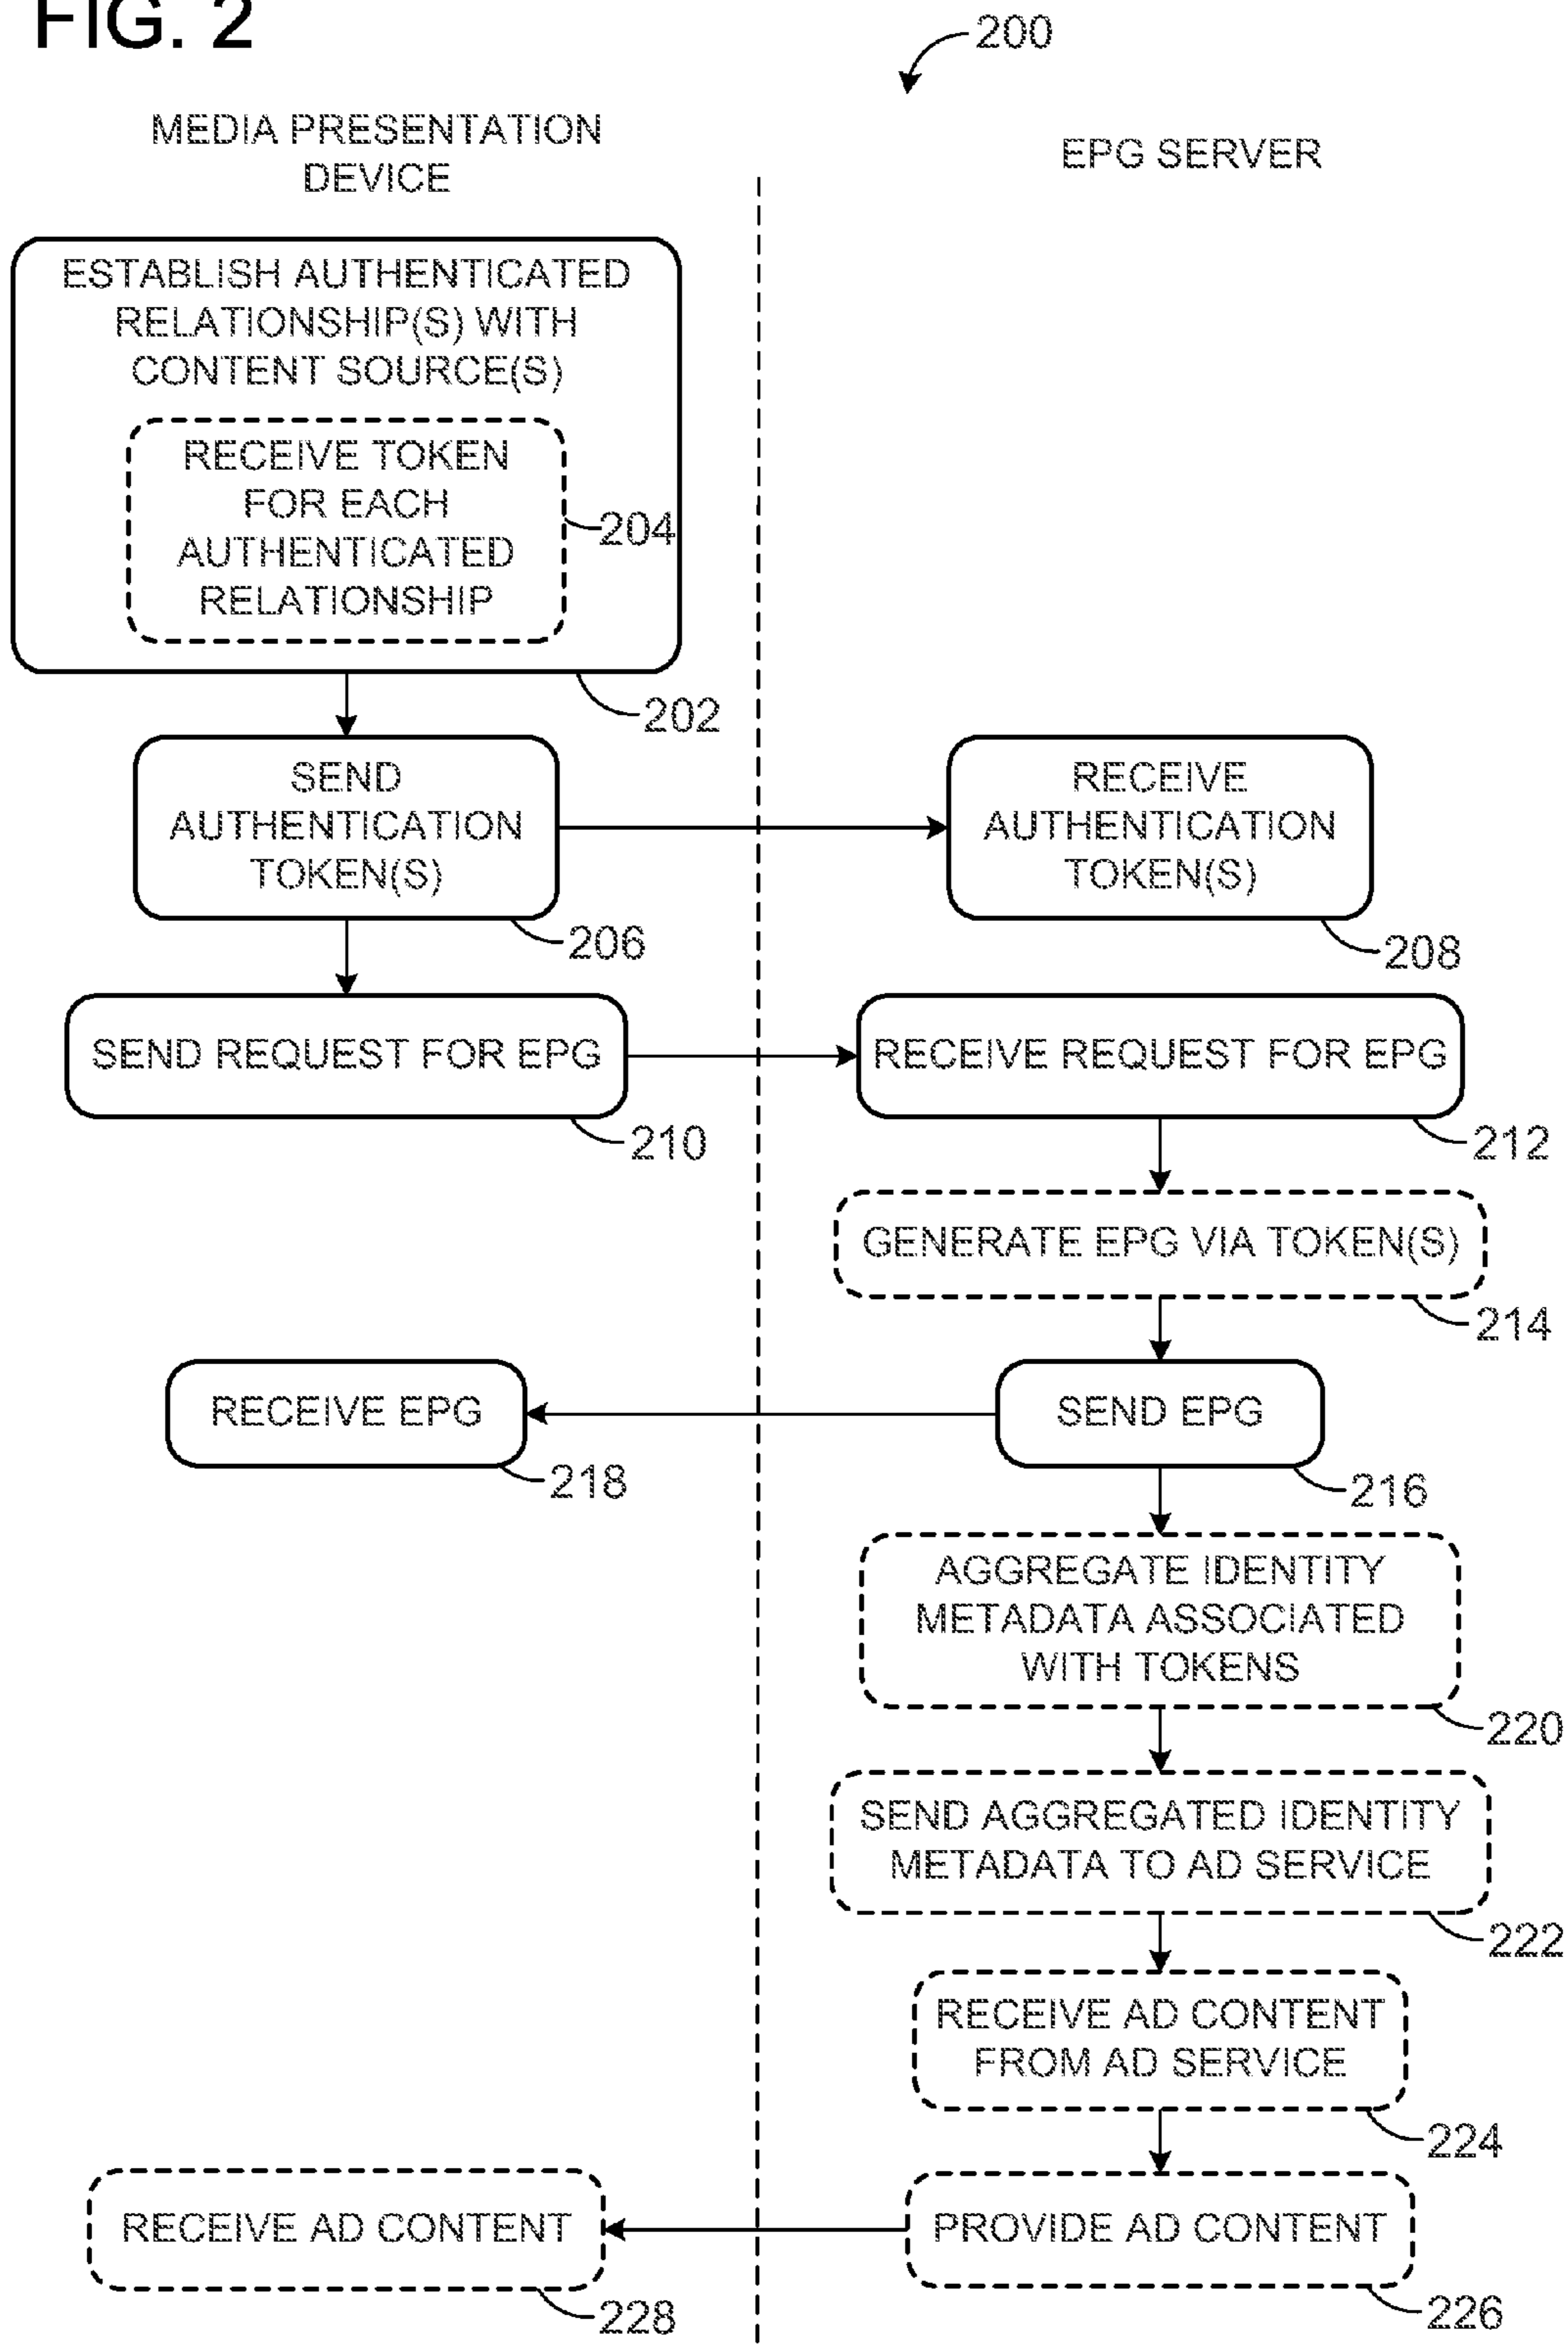 FIG. 2
200
MEDIA PRESENTATION
DEVICE
EPG SERVER
ESTABLISH AUTHENTICATED
RELATIONSHIP(S) WITH
CONTENT SOURCE(S)
RECEIVE TOKEN
FOR EACH
AUTHENTICATED
RELATIONSHIP
204
202
SEND
AUTHENTICATION
TOKEN(S)
206
RECEIVE
AUTHENTICATION
TOKEN(S)
208
SEND REQUEST FOR EPG
210
RECEIVE REQUEST FOR EPG
212
GENERATE EPG VIA TOKEN(S)
214
RECEIVE EPG
218
SEND EPG
216
AGGREGATE IDENTITY
METADATA ASSOCIATED
WITH TOKENS
220
SEND AGGREGATED IDENTITY
METADATA TO AD SERVICE
222
RECEIVE AD CONTENT
FROM AD SERVICE
224
RECEIVE AD CONTENT
228
PROVIDE AD CONTENT
226